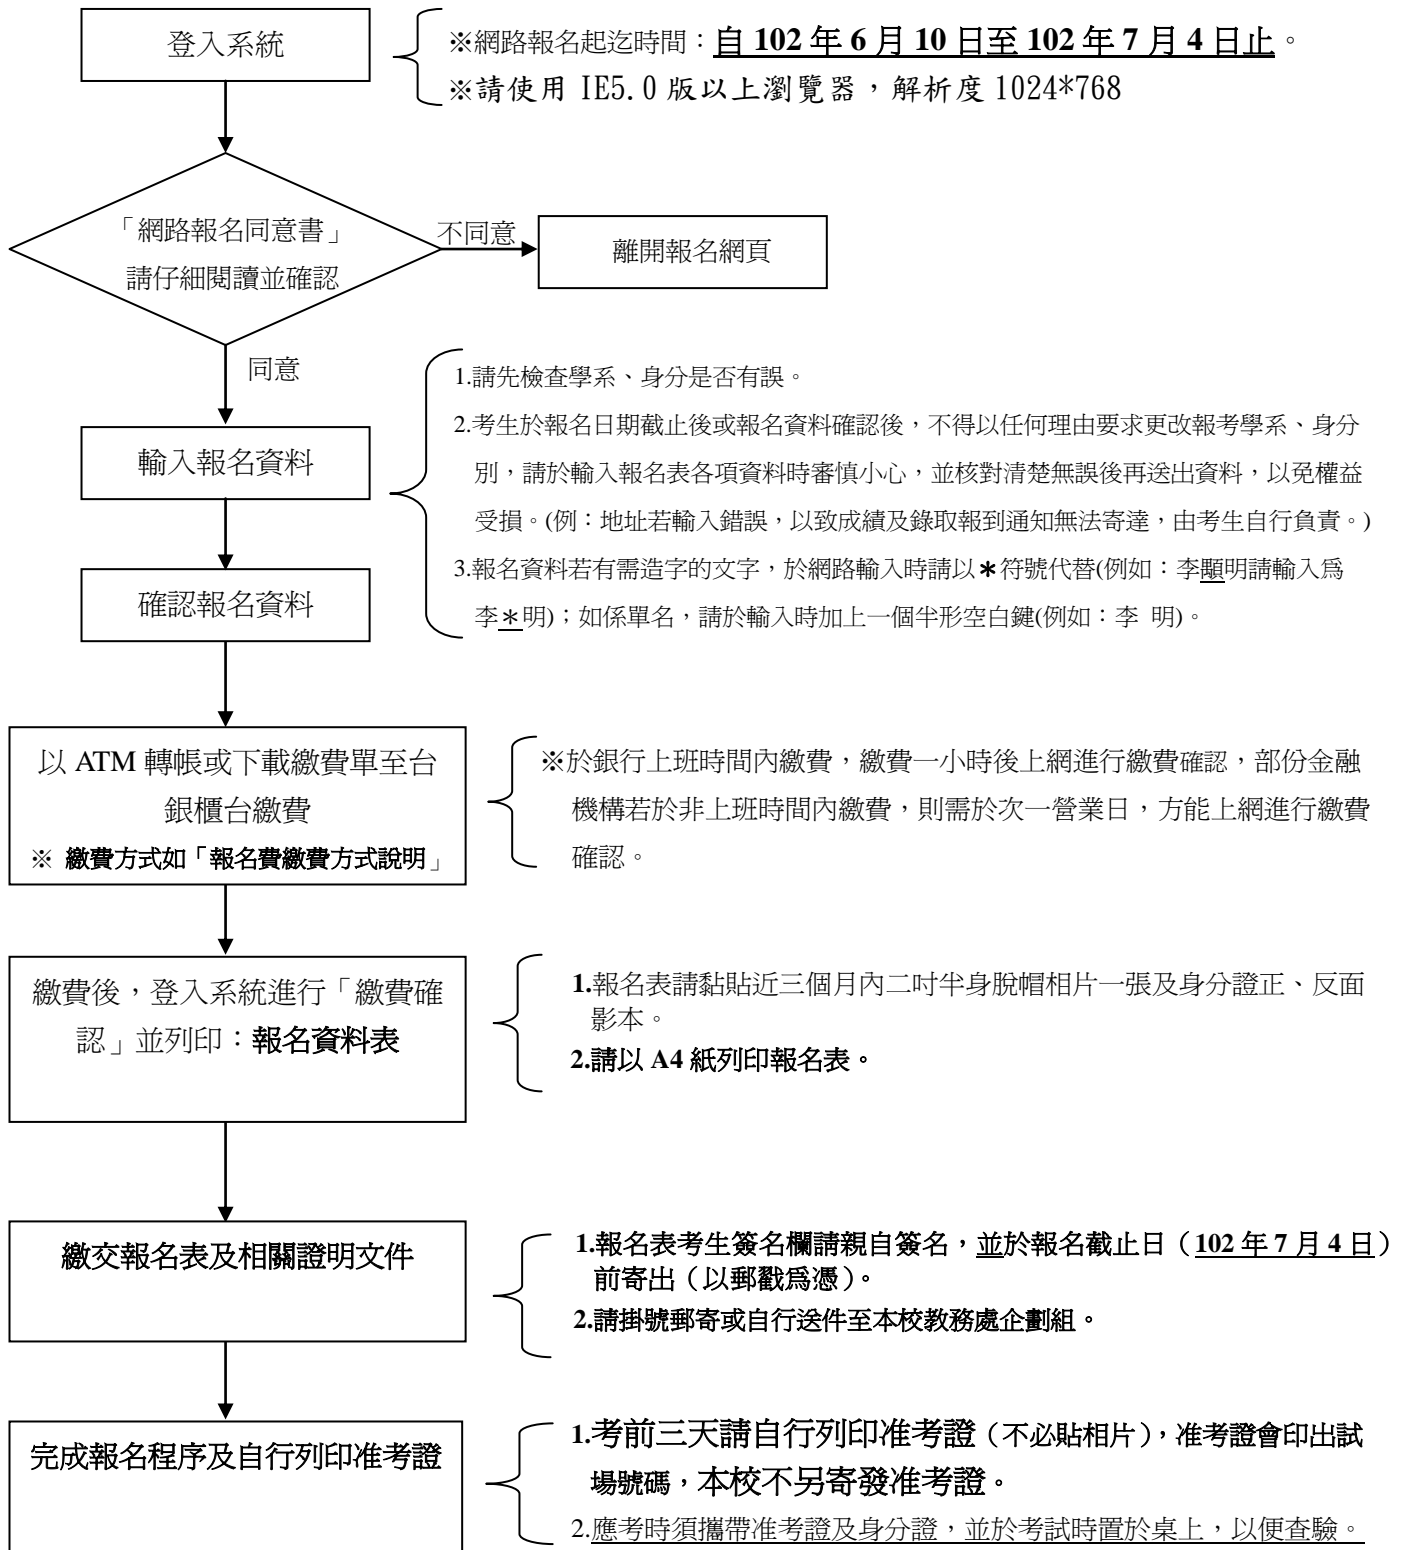 登入系統
※網路報名起迄時間：自 102 年 6 月 10 日至 102 年 7 月 4 日止。
※請使用 IE5.0 版以上瀏覽器，解析度 1024*768
「網路報名同意書」
請仔細閱讀並確認
不同意
離開報名網頁
同意
1.請先檢查學系、身分是否有誤。
2.考生於報名日期截止後或報名資料確認後，不得以任何理由要求更改報考學系、身分
別，請於輸入報名表各項資料時審慎小心，並核對清楚無誤後再送出資料，以免權益
受損。(例：地址若輸入錯誤，以致成績及錄取報到通知無法寄達，由考生自行負責。)
3.報名資料若有需造字的文字，於網路輸入時請以＊符號代替(例如：李顯明請輸入為
李＊明)；如係單名，請於輸入時加上一個半形空白鍵(例如：李 明)。
輸入報名資料
確認報名資料
以 ATM 轉帳或下載繳費單至台
銀櫃台繳費
※ 繳費方式如「報名費繳費方式說明」
※於銀行上班時間內繳費，繳費一小時後上網進行繳費確認，部份金融
機構若於非上班時間內繳費，則需於次一營業日，方能上網進行繳費
確認。
繳費後，登入系統進行「繳費確
認」並列印：報名資料表
1.報名表請黏貼近三個月內二吋半身脫帽相片一張及身分證正、反面
影本。
2.請以 A4 紙列印報名表。
繳交報名表及相關證明文件
1.報名表考生簽名欄請親自簽名，並於報名截止日（102 年 7 月 4 日）
前寄出（以郵戳為憑）。
2.請掛號郵寄或自行送件至本校教務處企劃組。
完成報名程序及自行列印准考證
1.考前三天請自行列印准考證（不必貼相片），准考證會印出試
場號碼，本校不另寄發准考證。
2.應考時須攜帶准考證及身分證，並於考試時置於桌上，以便查驗。